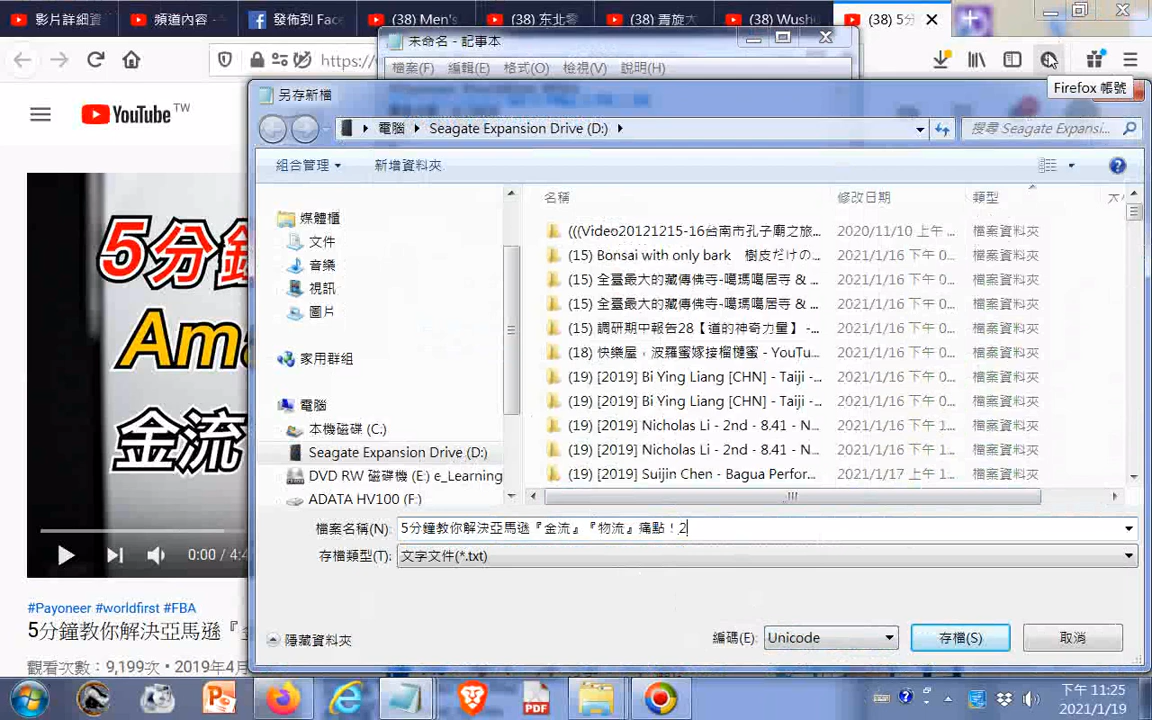 影片詳細資
頻道內容 -
發佈到 Fac
(38) Men's
(38) 东北零
(38)
(38) Wushu
(38) 5分
未命名 - 記事本
檔案(F) 編輯(E) 格式(O) 檢視(V) 說明(H)
https://
Firefox 帳號
YouTube TW
另存新檔
電腦 Seagate Expansion Drive (D:)
搜尋 Seagate Expansi...
組合管理 新增資料夾
媒體櫃
文件
音樂
視訊
圖片
家用群組
電腦
本機磁碟 (C:)
Seagate Expansion Drive (D:)
DVD RW 磁碟機 (E:) e_Learning
ADATA HV100 (F:)
名稱 修改日期 類型 大
(((Video20121215-16台南市孔子廟之旅... 2020/11/10 上午 ... 檔案資料夾
(15) Bonsai with only bark 樹皮だけの... 2021/1/16 下午 0... 檔案資料夾
(15) 全臺最大的藏傳佛寺-噶瑪噶居寺 & ... 2021/1/16 下午 0... 檔案資料夾
(15) 全臺最大的藏傳佛寺-噶瑪噶居寺 & ... 2021/1/16 下午 0... 檔案資料夾
(15) 調研期中報告28【道的神奇力量】 -... 2021/1/16 下午 0... 檔案資料夾
(18) 快樂屋，波羅蜜嫁接榴槤蜜 - YouTu... 2021/1/16 下午 0... 檔案資料夾
(19) [2019] Bi Ying Liang [CHN] - Taiji -... 2021/1/16 下午 0... 檔案資料夾
(19) [2019] Bi Ying Liang [CHN] - Taiji -... 2021/1/16 下午 0... 檔案資料夾
(19) [2019] Nicholas Li - 2nd - 8.41 - N... 2021/1/16 下午 1... 檔案資料夾
(19) [2019] Nicholas Li - 2nd - 8.41 - N... 2021/1/16 下午 1... 檔案資料夾
(19) [2019] Suijin Chen - Bagua Perfor... 2021/1/17 上午 1... 檔案資料夾
檔案名稱(N): 5分鐘教你解決亞馬遜『金流』『物流』痛點！2
存檔類型(T): 文字文件(*.txt)
隱藏資料夾 編碼(E): Unicode 存檔(S) 取消
5分鐘
Ama
金流
0:00 / 4:
#Payoneer #worldfirst #FBA
5分鐘教你解決亞馬遜『金
觀看次數：9,199次 • 2019年4月
PDF
下午 11:25
2021/1/19